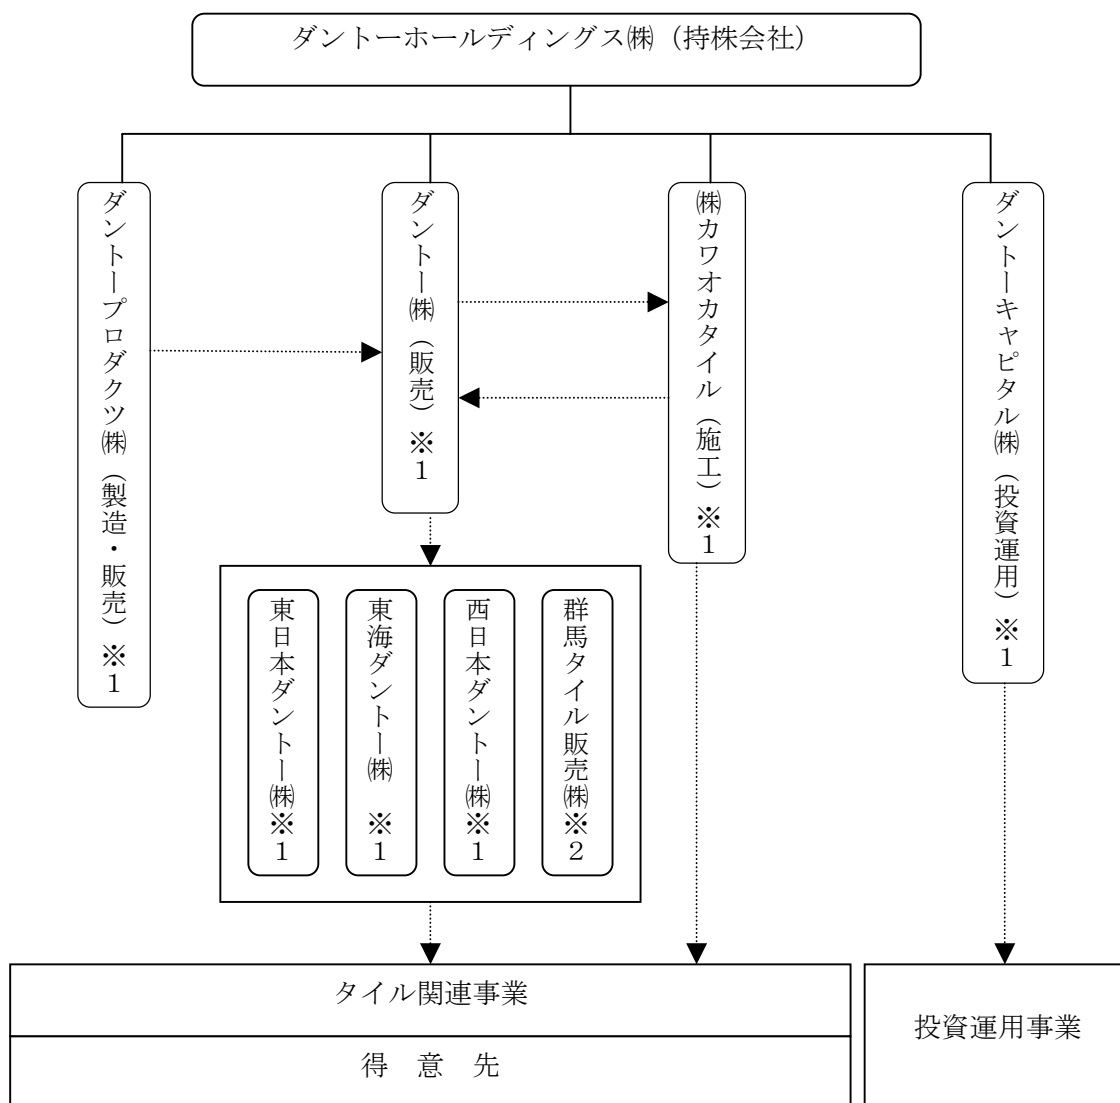 ダントーホールディングス㈱（持株会社）
ダントープロダクツ㈱（製造・販売）※１
ダントー㈱（販売）※１
㈱カワオカタイル（施工）※１
ダントーキャピタル㈱（投資運用）※１
東日本ダントー㈱※１
東海ダントー㈱　※１
西日本ダントー㈱※１
群馬タイル販売㈱※２
タイル関連事業
得　意　先
投資運用事業